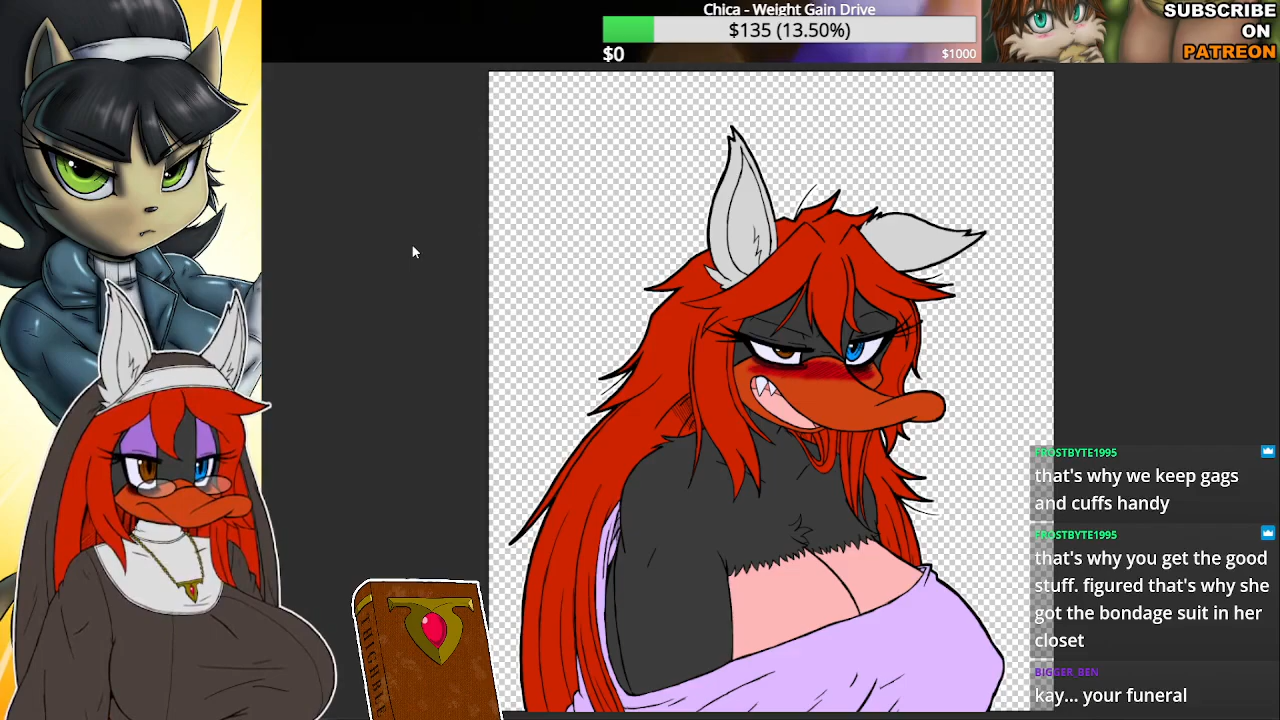 Chica - Weight Gain Drive
$135 (13.50%)
$0
$1000
SUBSCRIBE
ON
PATREON
FROSTBYTE1995
that's why we keep gags
and cuffs handy
FROSTBYTE1995
that's why you get the good
stuff. figured that's why she
got the bondage suit in her
closet
BIGGER_BEN
kay... your funeral